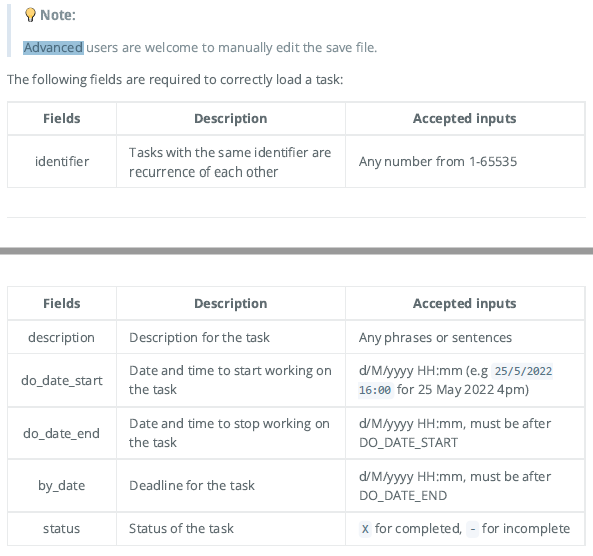 Note:
Advanced users are welcome to manually edit the save file.
The following fields are required to correctly load a task:
Fields Description Accepted inputs
identifier Tasks with the same identifier are recurrence of each other Any number from 1-65535
Fields Description Accepted inputs
description Description for the task Any phrases or sentences
do_date_start Date and time to start working on the task d/M/yyyy HH:mm (e.g 25/5/2022 16:00 for 25 May 2022 4pm)
do_date_end Date and time to stop working on the task d/M/yyyy HH:mm, must be after DO_DATE_START
by_date Deadline for the task d/M/yyyy HH:mm, must be after DO_DATE_END
status Status of the task X for completed, - for incomplete